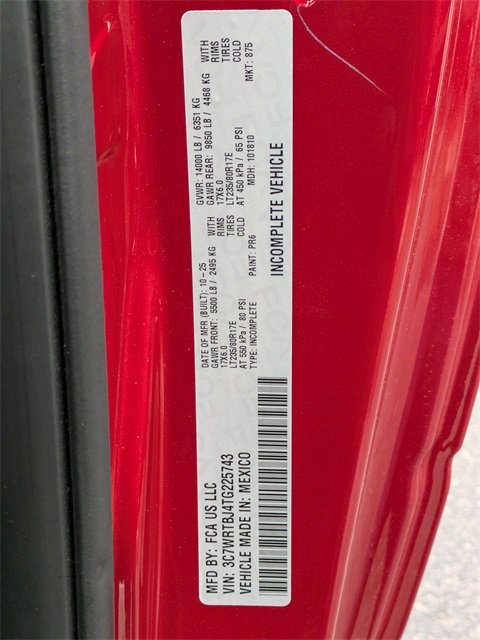 MFD BY: FCA US LLC
VIN: 3C7WRTBJ4TG225743
VEHICLE MADE IN: MEXICO
DATE OF MFR (BUILT): 10-25 GVWR: 14000 LB / 6351 KG
GAWR FRONT: 5500 LB / 2495 KG WITH GAWR REAR: 9850 LB / 4468 KG WITH
17X6.0 RIMS 17X6.0 RIMS
LT235/80R17E TIRES LT235/80R17E TIRES
AT 550 kPa / 80 PSI COLD AT 450 kPa / 65 PSI COLD
TYPE: INCOMPLETE PAINT: PR6 MDH: 101810 MKT: 875
INCOMPLETE VEHICLE